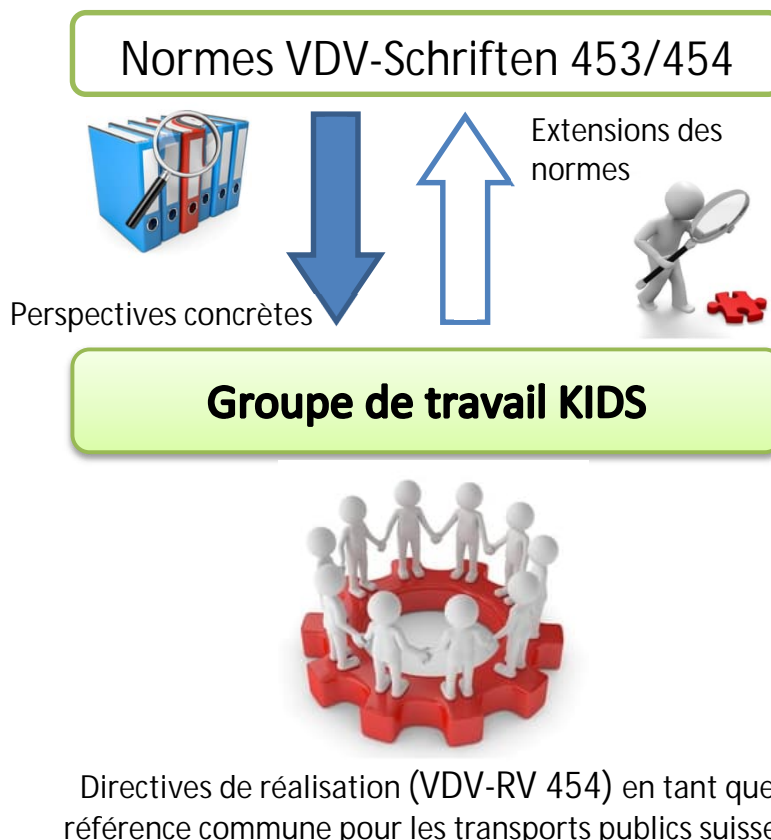 Normes VDV-Schriften 453/454
Extensions des
normes
Perspectives concrètes
Groupe de travail KIDS
Directives de réalisation (VDV-RV 454) en tant que
référence commune pour les transports publics suisse